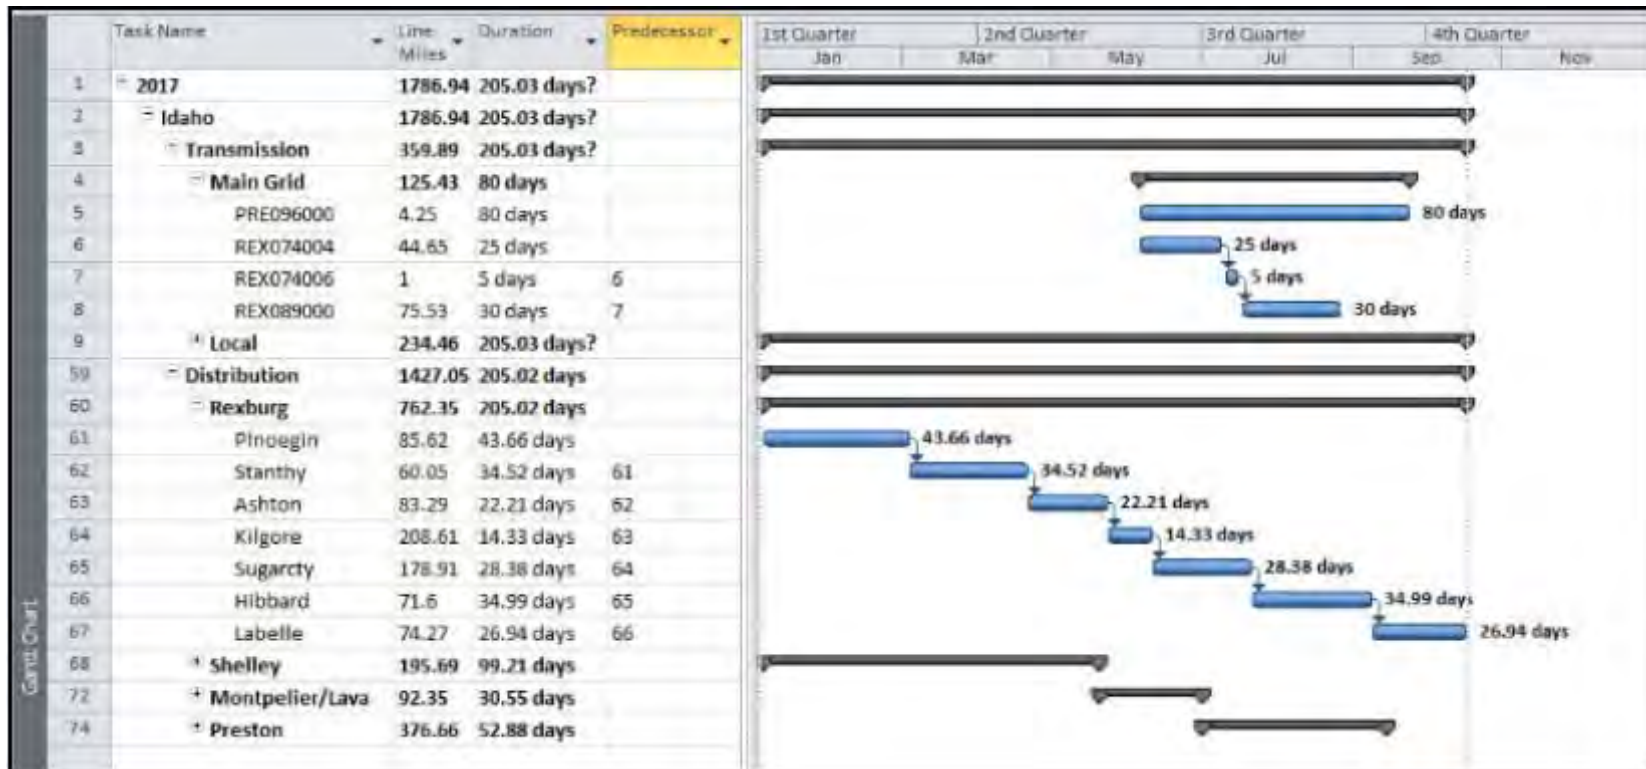 Task Name Line Miles Duration Predecessor 1st Quarter 2nd Quarter 3rd Quarter 4th Quarter
Jan Mar May Jul Sep Nov
1 2017 1786.94 205.03 days?
2 Idaho 1786.94 205.03 days?
3 Transmission 359.89 205.03 days?
4 Main Grid 125.43 80 days
5 PRE096000 4.25 80 days 80 days
6 REX074004 44.65 25 days 25 days
7 REX074006 1 5 days 6 5 days
8 REX089000 75.53 30 days 7 30 days
9 Local 234.46 205.03 days?
59 Distribution 1427.05 205.02 days
60 Rexburg 762.35 205.02 days
61 Pinoegin 85.62 43.66 days 43.66 days
62 Stanthy 60.05 34.52 days 61 34.52 days
63 Ashton 83.29 22.21 days 62 22.21 days
64 Kilgore 208.61 14.33 days 63 14.33 days
65 Sugarcty 178.91 28.38 days 64 28.38 days
66 Hibbard 71.6 34.99 days 65 34.99 days
67 Labelle 74.27 26.94 days 66 26.94 days
68 Shelley 195.69 99.21 days
72 Montpelier/Lava 92.35 30.55 days
74 Preston 376.66 52.88 days
Gantt Chart